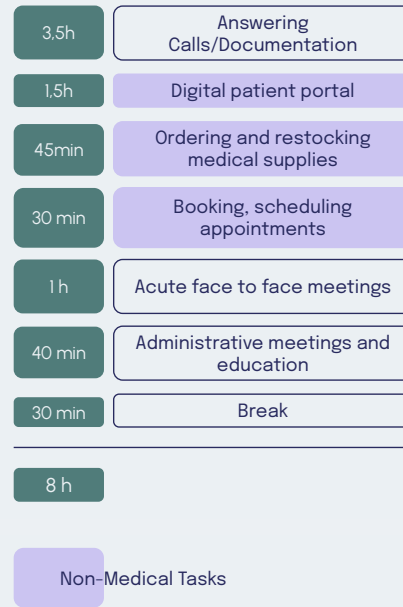 3,5h
Answering
Calls/Documentation
1,5h
Digital patient portal
45min
Ordering and restocking
medical supplies
30 min
Booking, scheduling
appointments
1 h
Acute face to face meetings
40 min
Administrative meetings and
education
30 min
Break
8 h
Non-Medical Tasks